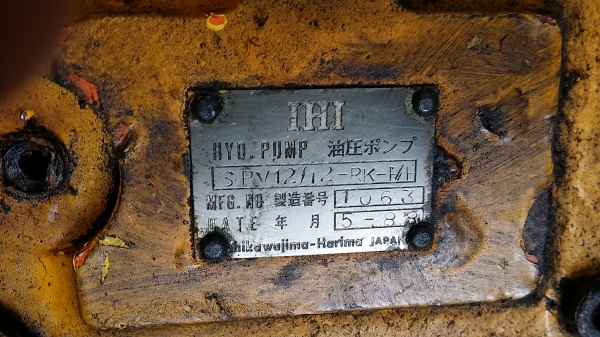 IHI
HYD. PUMP 油圧ポンプ
SPV12/12-RK-F/F
MFG. NO 製造番号 1063
DATE 年 月 5-88
shikawajima-Harima JAPAN